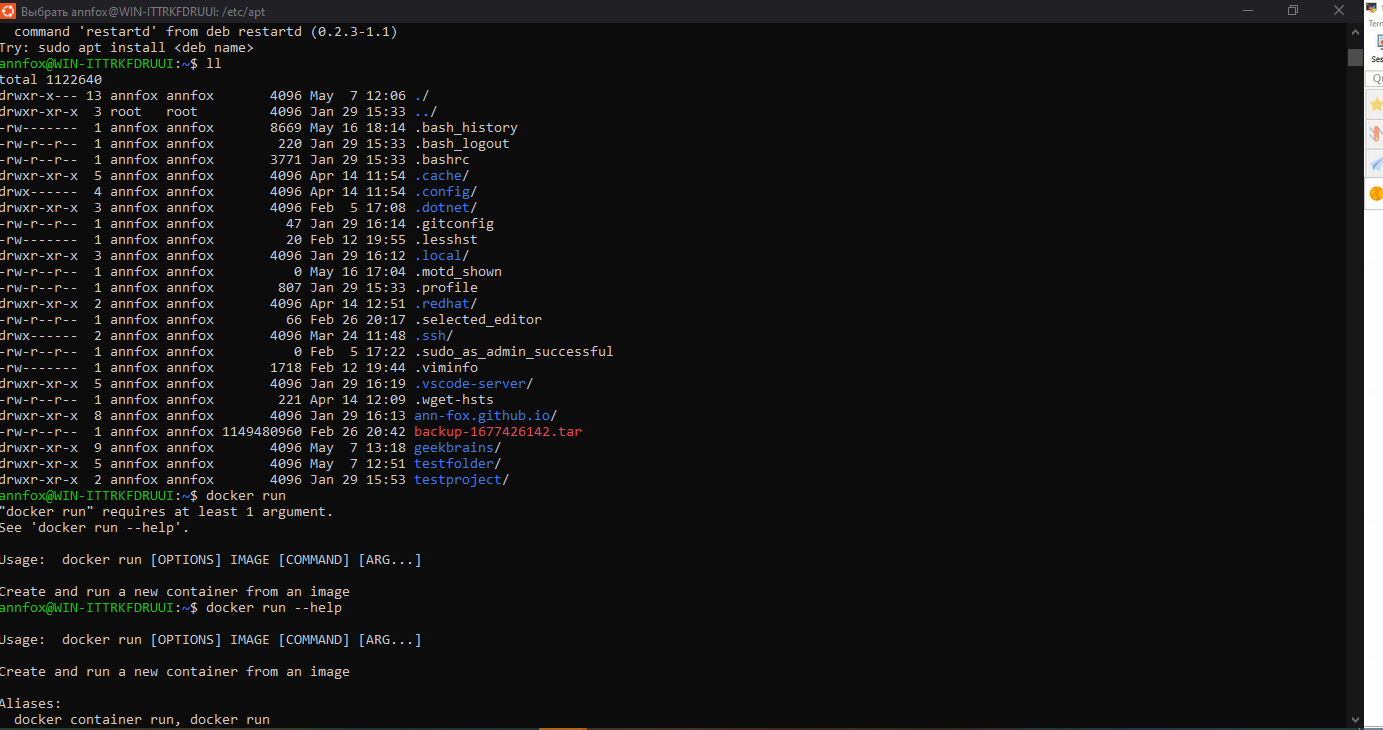 Выбрать annfox@WIN-ITTRKFDRUUI: /etc/apt
  command 'restartd' from deb restartd (0.2.3-1.1)
Try: sudo apt install <deb name>
annfox@WIN-ITTRKFDRUUI:~$ ll
total 1122640
drwxr-x--- 13 annfox annfox       4096 May  7 12:06 ./
drwxr-xr-x  3 root   root         4096 Jan 29 15:33 ../
-rw-------  1 annfox annfox       8669 May 16 18:14 .bash_history
-rw-r--r--  1 annfox annfox        220 Jan 29 15:33 .bash_logout
-rw-r--r--  1 annfox annfox       3771 Jan 29 15:33 .bashrc
drwxr-xr-x  5 annfox annfox       4096 Apr 14 11:54 .cache/
drwx------  4 annfox annfox       4096 Apr 14 11:54 .config/
drwxr-xr-x  3 annfox annfox       4096 Feb  5 17:08 .dotnet/
-rw-r--r--  1 annfox annfox         47 Jan 29 16:14 .gitconfig
-rw-------  1 annfox annfox         20 Feb 12 19:55 .lesshst
drwxr-xr-x  3 annfox annfox       4096 Jan 29 16:12 .local/
-rw-r--r--  1 annfox annfox          0 May 16 17:04 .motd_shown
-rw-r--r--  1 annfox annfox        807 Jan 29 15:33 .profile
drwxr-xr-x  2 annfox annfox       4096 Apr 14 12:51 .redhat/
-rw-r--r--  1 annfox annfox         66 Feb 26 20:17 .selected_editor
drwx------  2 annfox annfox       4096 Mar 24 11:48 .ssh/
-rw-r--r--  1 annfox annfox          0 Feb  5 17:22 .sudo_as_admin_successful
-rw-------  1 annfox annfox       1718 Feb 12 19:44 .viminfo
drwxr-xr-x  5 annfox annfox       4096 Jan 29 16:19 .vscode-server/
-rw-r--r--  1 annfox annfox        221 Apr 14 12:09 .wget-hsts
drwxr-xr-x  8 annfox annfox       4096 Jan 29 16:13 ann-fox.github.io/
-rw-r--r--  1 annfox annfox 1149480960 Feb 26 20:42 backup-1677426142.tar
drwxr-xr-x  9 annfox annfox       4096 May  7 13:18 geekbrains/
drwxr-xr-x  5 annfox annfox       4096 May  7 12:51 testfolder/
drwxr-xr-x  2 annfox annfox       4096 Jan 29 15:53 testproject/
annfox@WIN-ITTRKFDRUUI:~$ docker run
"docker run" requires at least 1 argument.
See 'docker run --help'.
Usage:  docker run [OPTIONS] IMAGE [COMMAND] [ARG...]
Create and run a new container from an image
annfox@WIN-ITTRKFDRUUI:~$ docker run --help
Usage:  docker run [OPTIONS] IMAGE [COMMAND] [ARG...]
Create and run a new container from an image
Aliases:
  docker container run, docker run